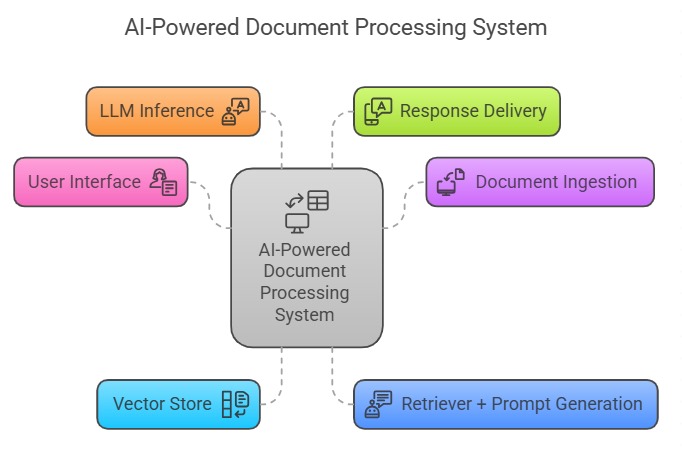 AI-Powered Document Processing System
LLM Inference
Response Delivery
User Interface
Document Ingestion
AI-Powered
Document
Processing
System
Vector Store
Retriever + Prompt Generation